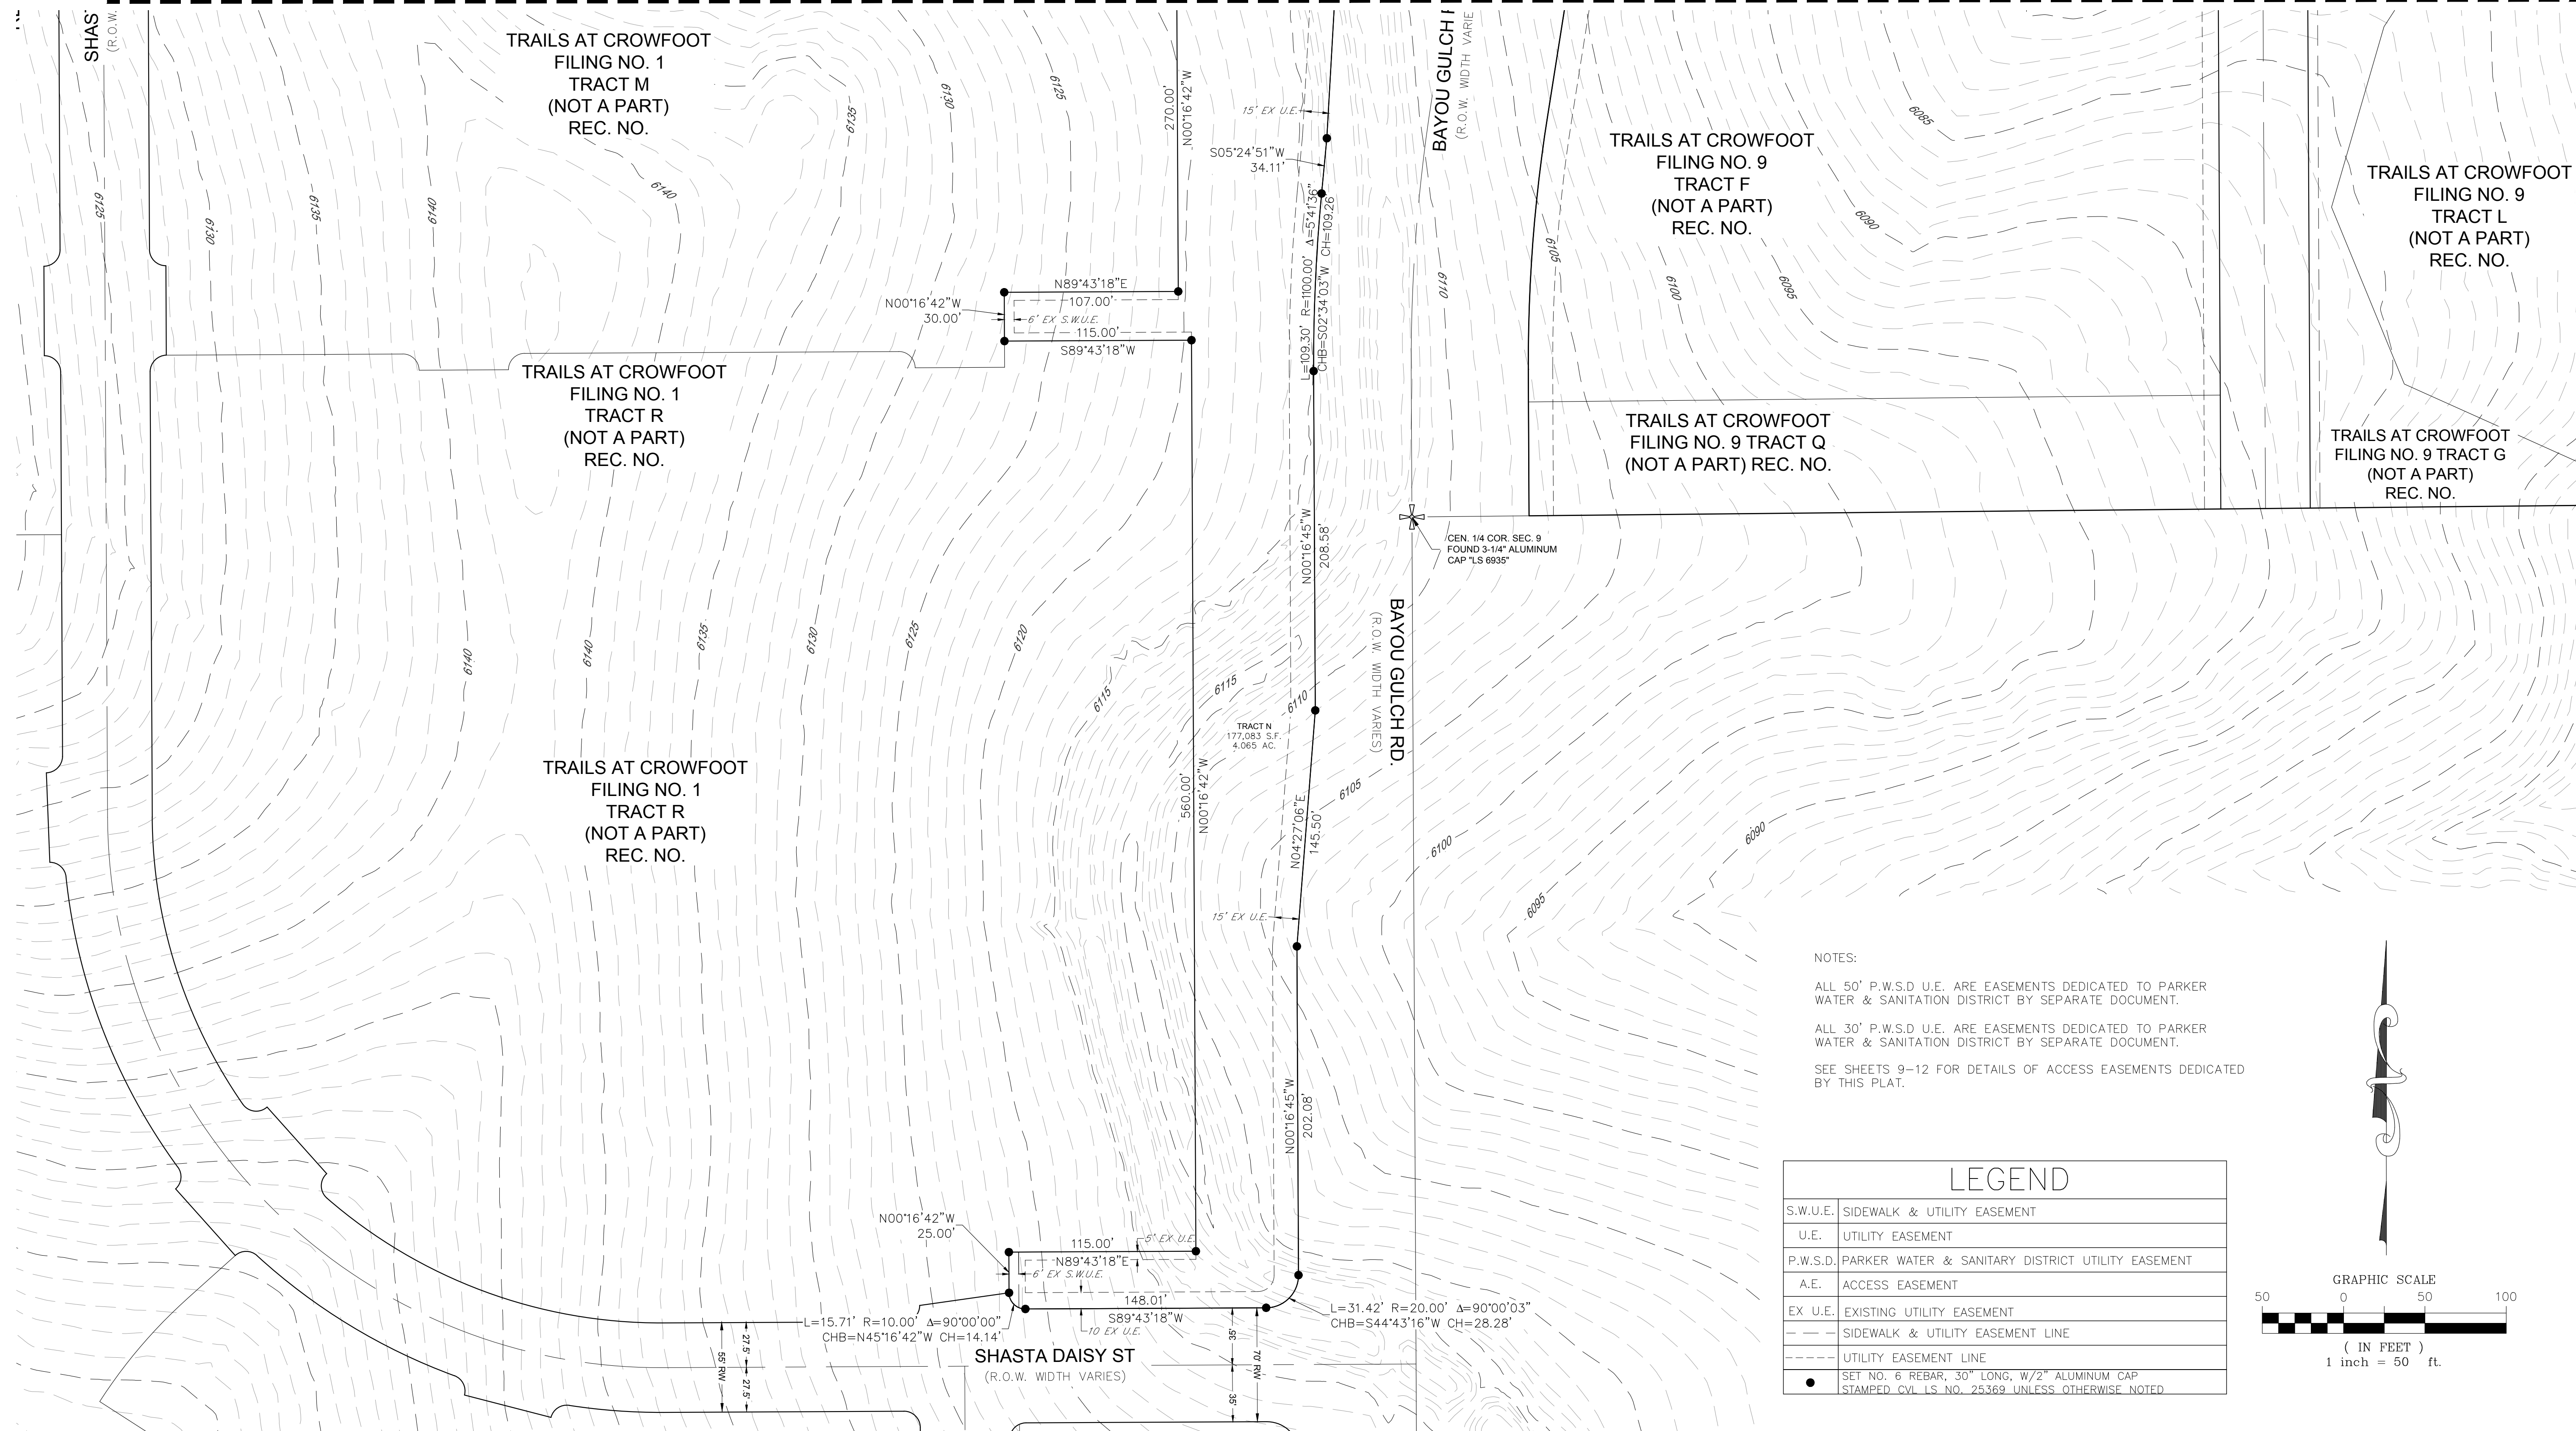 SHAS
(R.O.W.
TRAILS AT CROWFOOT
FILING NO. 1
TRACT M
(NOT A PART)
REC. NO.
6135
6130
6125
270.00'
N00°16'42"W
15' EX U.E.
S05°24'51"W
34.11'
L=109.30' R=1100.00' Δ=5°41'36"
CHB=S02°34'03"W CH=109.26'
BAYOU GULCH
(R.O.W. WIDTH VARIE
TRAILS AT CROWFOOT
FILING NO. 9
TRACT F
(NOT A PART)
REC. NO.
6085
6090
TRAILS AT CROWFOOT
FILING NO. 9
TRACT L
(NOT A PART)
REC. NO.
6125
6130
6135
6140
6140
6110
6105
6100
6095
N89°43'18"E
107.00'
N00°16'42"W
30.00'
6' EX S.W.U.E.
115.00'
S89°43'18"W
TRAILS AT CROWFOOT
FILING NO. 1
TRACT R
(NOT A PART)
REC. NO.
TRAILS AT CROWFOOT
FILING NO. 9 TRACT Q
(NOT A PART) REC. NO.
TRAILS AT CROWFOOT
FILING NO. 9 TRACT G
(NOT A PART)
REC. NO.
N00°16'45"W
208.58'
CEN. 1/4 COR. SEC. 9
FOUND 3-1/4" ALUMINUM
CAP "LS 6935"
BAYOU GULCH RD.
(R.O.W. WIDTH VARIES)
6140
6140
6135
6130
6125
6120
6115
6115
6110
6105
6100
6095
6090
TRACT N
177,083 S.F.
4.065 AC.
TRAILS AT CROWFOOT
FILING NO. 1
TRACT R
(NOT A PART)
REC. NO.
560.00'
N00°16'42"W
N04°27'06"E
145.50'
15' EX U.E.
N00°16'45"W
202.08'
NOTES:
ALL 50' P.W.S.D U.E. ARE EASEMENTS DEDICATED TO PARKER
WATER & SANITATION DISTRICT BY SEPARATE DOCUMENT.
ALL 30' P.W.S.D U.E. ARE EASEMENTS DEDICATED TO PARKER
WATER & SANITATION DISTRICT BY SEPARATE DOCUMENT.
SEE SHEETS 9-12 FOR DETAILS OF ACCESS EASEMENTS DEDICATED
BY THIS PLAT.
N00°16'42"W
25.00'
115.00'
5' EX U.E.
N89°43'18"E
6' EX S.W.U.E.
148.01'
S89°43'18"W
10 EX U.E.
L=15.71' R=10.00' Δ=90°00'00"
CHB=N45°16'42"W CH=14.14'
L=31.42' R=20.00' Δ=90°00'03"
CHB=S44°43'16"W CH=28.28'
SHASTA DAISY ST
(R.O.W. WIDTH VARIES)
55' RW
27.5'
27.5'
35'
70' RW
35'
LEGEND
S.W.U.E. SIDEWALK & UTILITY EASEMENT
U.E. UTILITY EASEMENT
P.W.S.D. PARKER WATER & SANITARY DISTRICT UTILITY EASEMENT
A.E. ACCESS EASEMENT
EX U.E. EXISTING UTILITY EASEMENT
SIDEWALK & UTILITY EASEMENT LINE
UTILITY EASEMENT LINE
SET NO. 6 REBAR, 30" LONG, W/2" ALUMINUM CAP
STAMPED CVL LS NO. 25369 UNLESS OTHERWISE NOTED
GRAPHIC SCALE
50 0 50 100
( IN FEET )
1 inch = 50 ft.